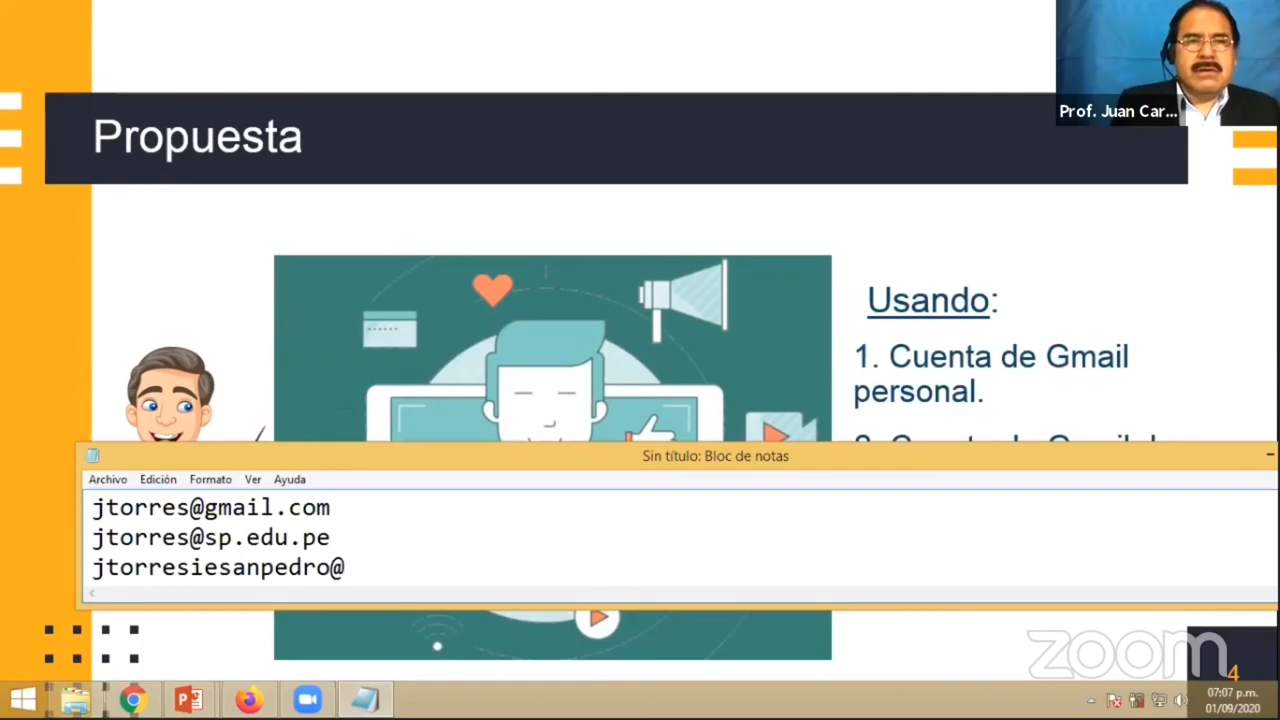 Prof. Juan Car...
Propuesta
Usando:
1. Cuenta de Gmail
personal.
Sin título: Bloc de notas
Archivo Edición Formato Ver Ayuda
jtorres@gmail.com
jtorres@sp.edu.pe
jtorresiesanpedro@
zoom
4
07:07 p.m.
01/09/2020